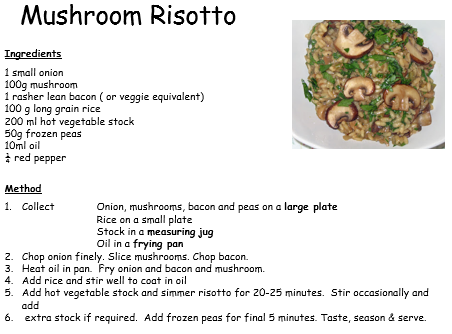 Mushroom Risotto
Ingredients
1 small onion
100g mushroom
1 rasher lean bacon ( or veggie equivalent)
100 g long grain rice
200 ml hot vegetable stock
50g frozen peas
10ml oil
¼ red pepper
Method
1. Collect Onion, mushrooms, bacon and peas on a large plate
Rice on a small plate
Stock in a measuring jug
Oil in a frying pan
2. Chop onion finely. Slice mushrooms. Chop bacon.
3. Heat oil in pan. Fry onion and bacon and mushroom.
4. Add rice and stir well to coat in oil
5. Add hot vegetable stock and simmer risotto for 20-25 minutes. Stir occasionally and
add
6. extra stock if required. Add frozen peas for final 5 minutes. Taste, season & serve.